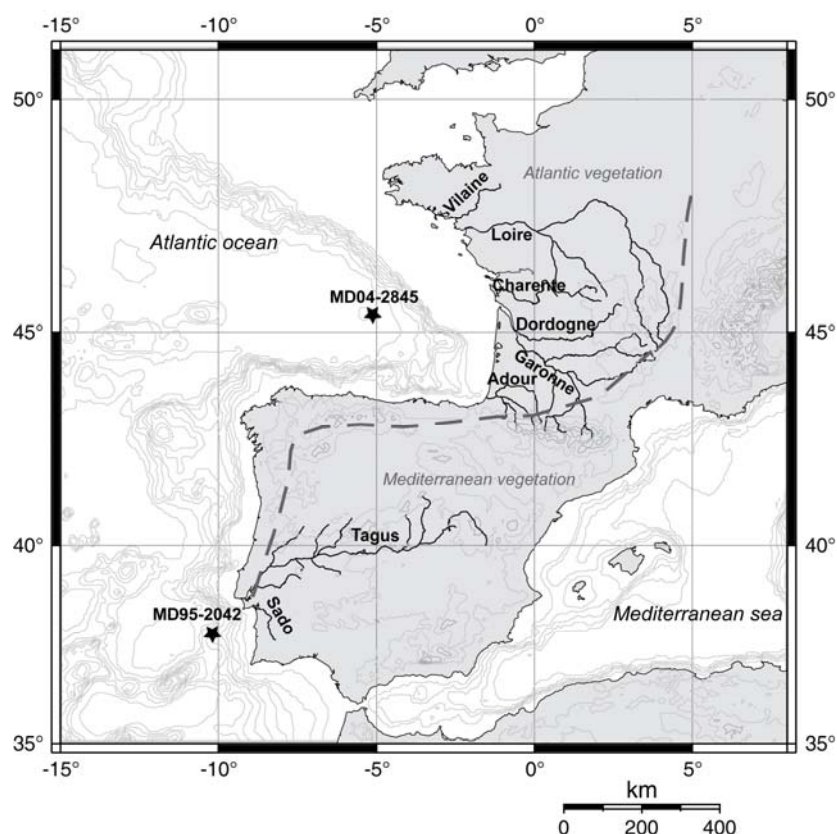 -15° -10° -5° 0° 5°
50° 50°
Atlantic vegetation
Vilaine
Loire
Atlantic ocean
Charente
MD04-2845
Dordogne
45° 45°
Garonne
Adour
Mediterranean vegetation
Tagus
40° 40°
Sado
MD95-2042
Mediterranean sea
35° 35°
-15° -10° -5° 0° 5°
km
0 200 400